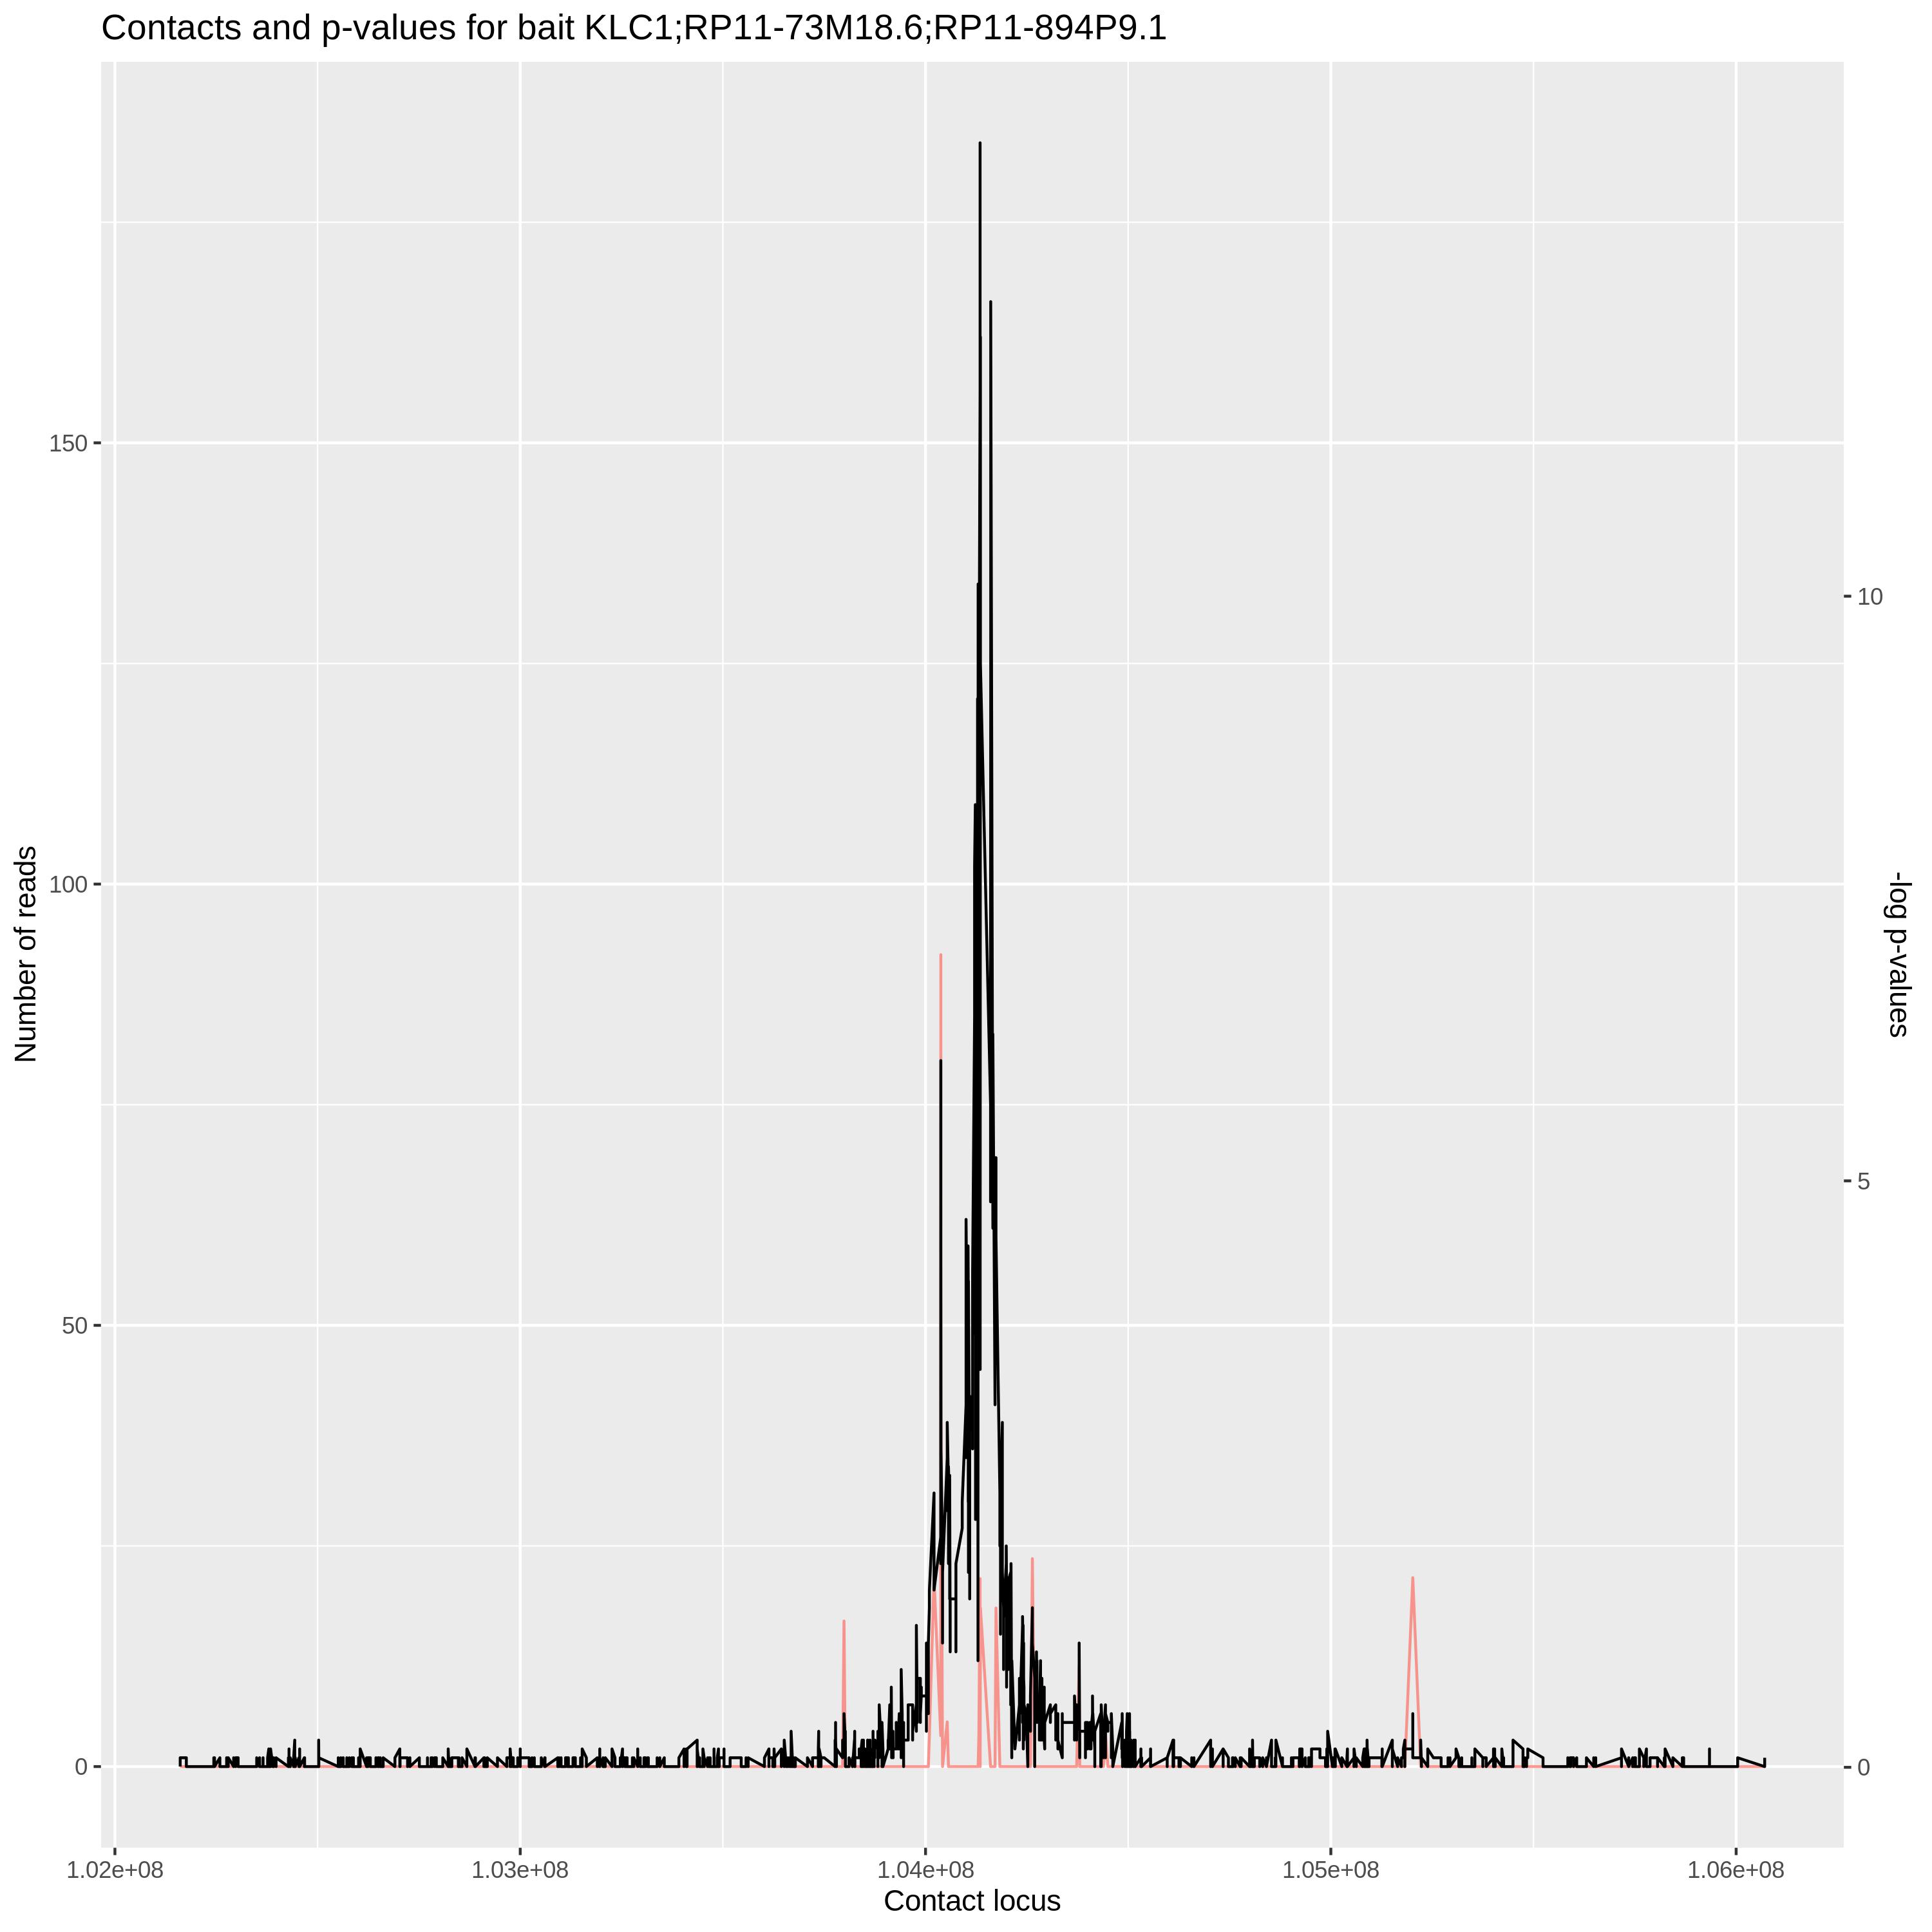 Contacts and p-values for bait KLC1;RP11-73M18.6;RP11-894P9.1
Number of reads
150
100
50
0
10
5
0
-log p-values
1.02e+08 1.03e+08 1.04e+08 1.05e+08 1.06e+08
Contact locus